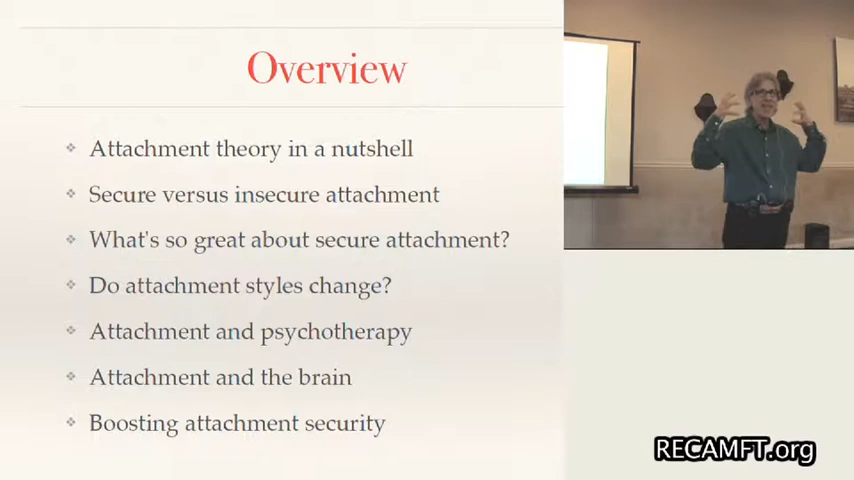 Overview
Attachment theory in a nutshell
Secure versus insecure attachment
What's so great about secure attachment?
Do attachment styles change?
Attachment and psychotherapy
Attachment and the brain
Boosting attachment security
RECAMFT.org